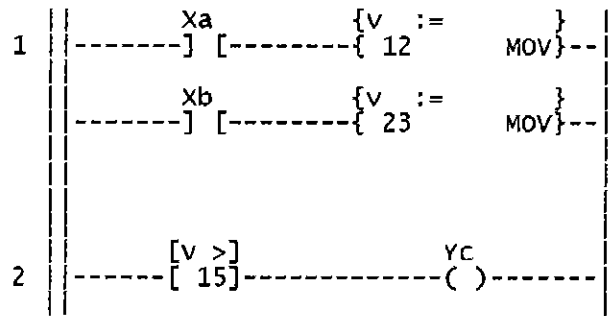 Xa           {v  :=        }
1 ||-------] [--------{ 12      MOV}--|
       Xb           {v  :=        }
  ||-------] [--------{ 23      MOV}--|
      [v >]              Yc
2 ||------[ 15]-------------( )-------|